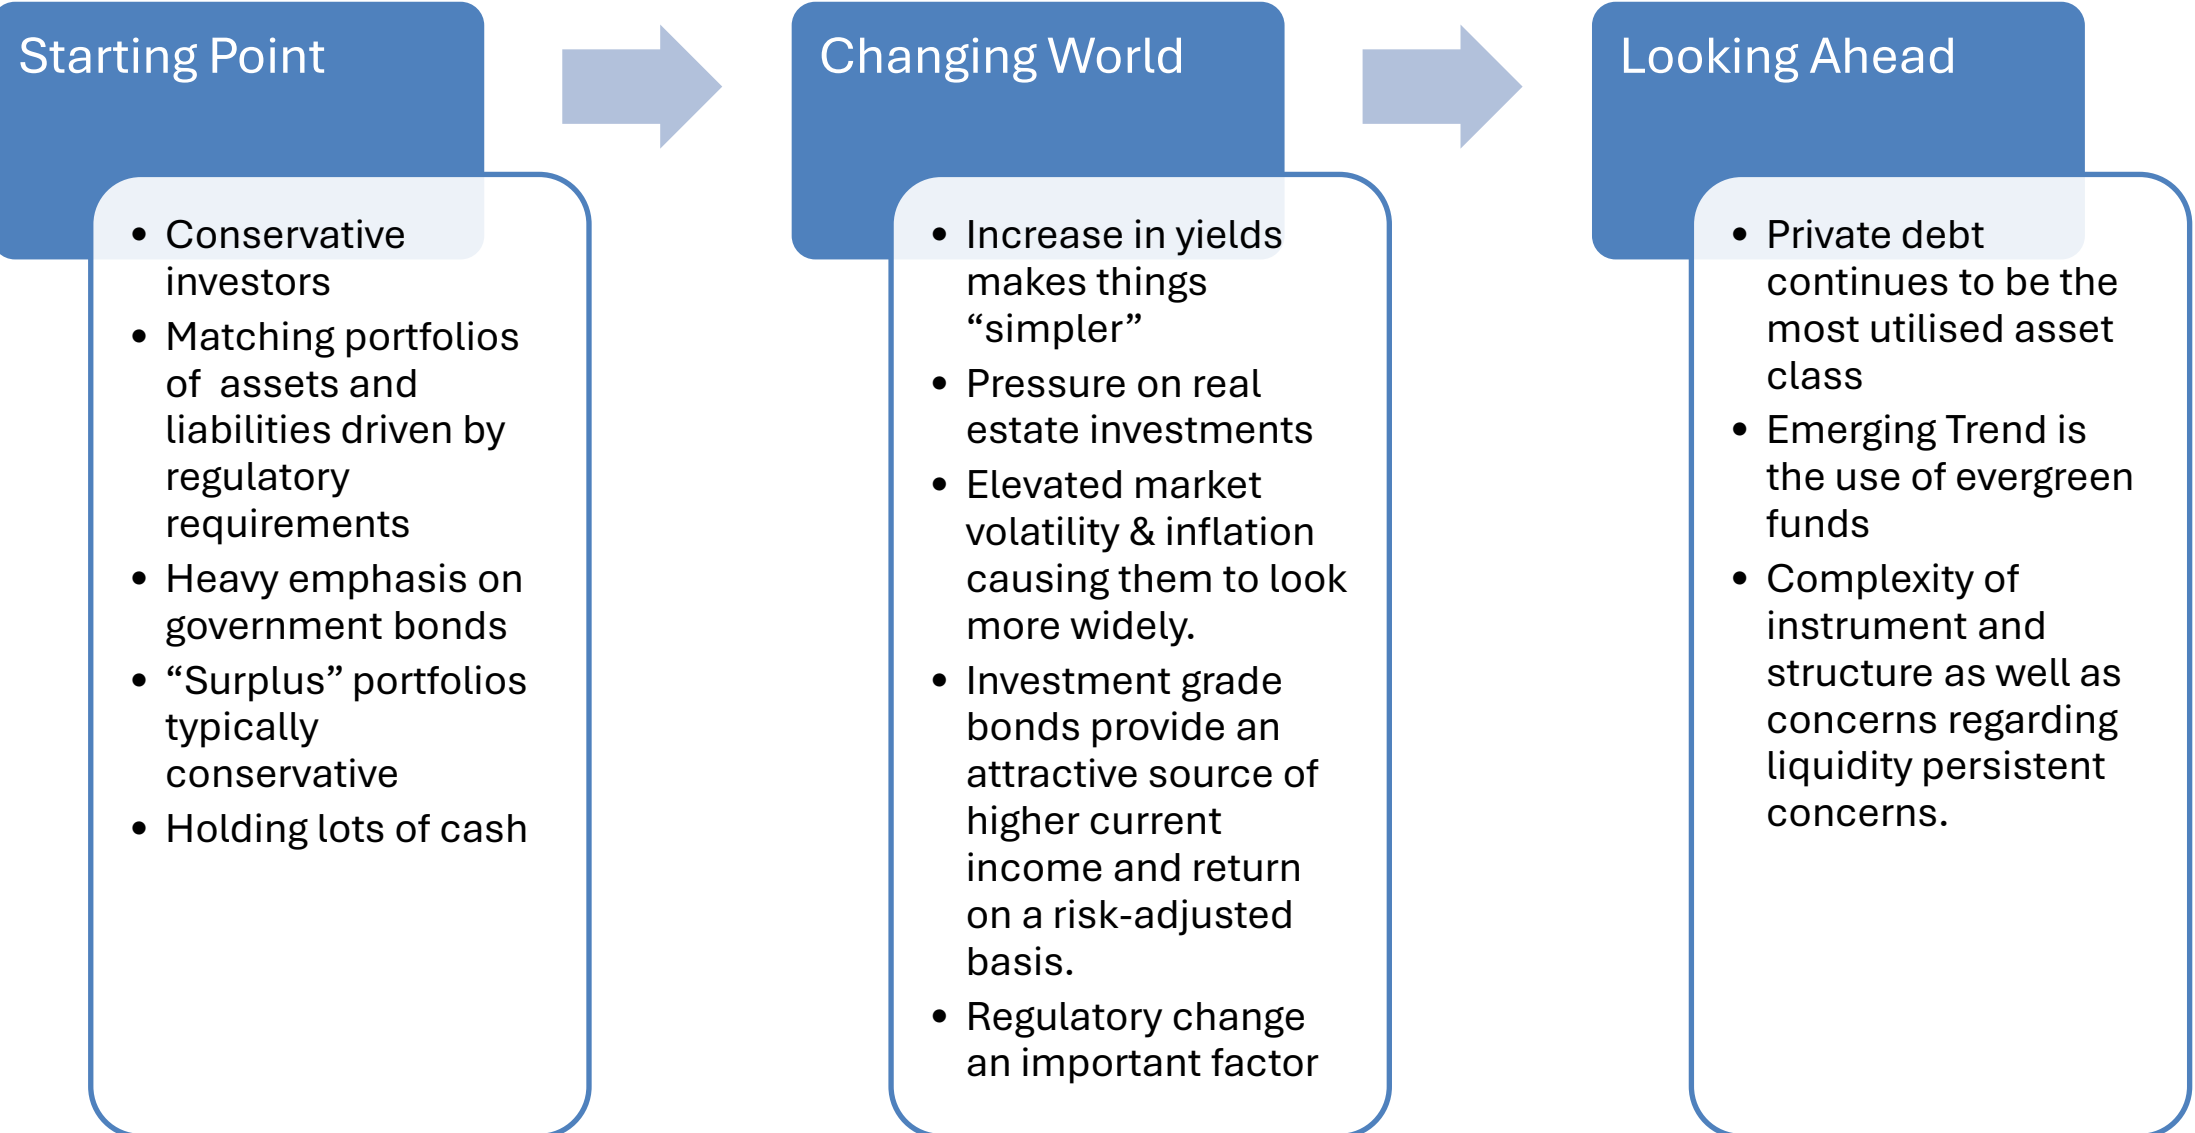 Starting Point
• Conservative
investors
• Matching portfolios
of  assets and
liabilities driven by
regulatory
requirements
• Heavy emphasis on
government bonds
• “Surplus” portfolios
typically
conservative
• Holding lots of cash
Changing World
• Increase in yields
makes things
“simpler”
• Pressure on real
estate investments
• Elevated market
volatility & inflation
causing them to look
more widely.
• Investment grade
bonds provide an
attractive source of
higher current
income and return
on a risk-adjusted
basis.
• Regulatory change
an important factor
Looking Ahead
• Private debt
continues to be the
most utilised asset
class
• Emerging Trend is
the use of evergreen
funds
• Complexity of
instrument and
structure as well as
concerns regarding
liquidity persistent
concerns.